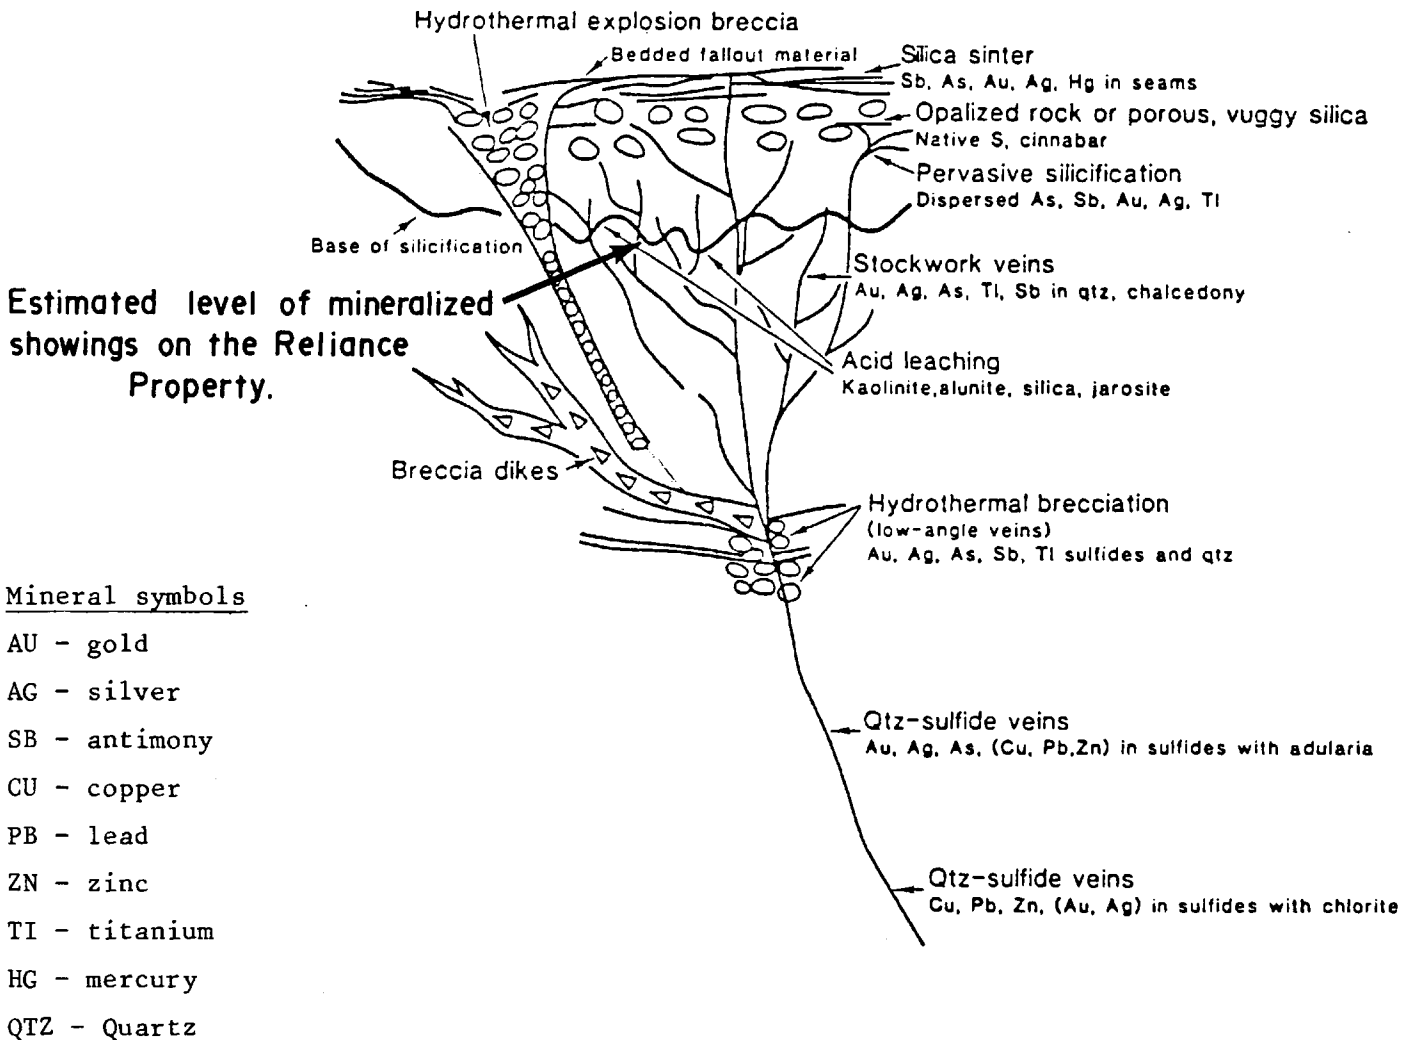 Hydrothermal explosion breccia
Bedded fallout material
Silica sinter
Sb, As, Au, Ag, Hg in seams
Opalized rock or porous, vuggy silica
Native S, cinnabar
Pervasive silicification
Dispersed As, Sb, Au, Ag, Tl
Base of silicification
Stockwork veins
Au, Ag, As, Tl, Sb in qtz, chalcedony
Estimated level of mineralized
showings on the Reliance
Property.
Acid leaching
Kaolinite,alunite, silica, jarosite
Breccia dikes
Hydrothermal brecciation
(low-angle veins)
Au, Ag, As, Sb, Tl sulfides and qtz
Mineral symbols
AU - gold
AG - silver
SB - antimony
CU - copper
PB - lead
ZN - zinc
TI - titanium
HG - mercury
QTZ - Quartz
Qtz-sulfide veins
Au, Ag, As, (Cu, Pb,Zn) in sulfides with adularia
Qtz-sulfide veins
Cu, Pb, Zn, (Au, Ag) in sulfides with chlorite